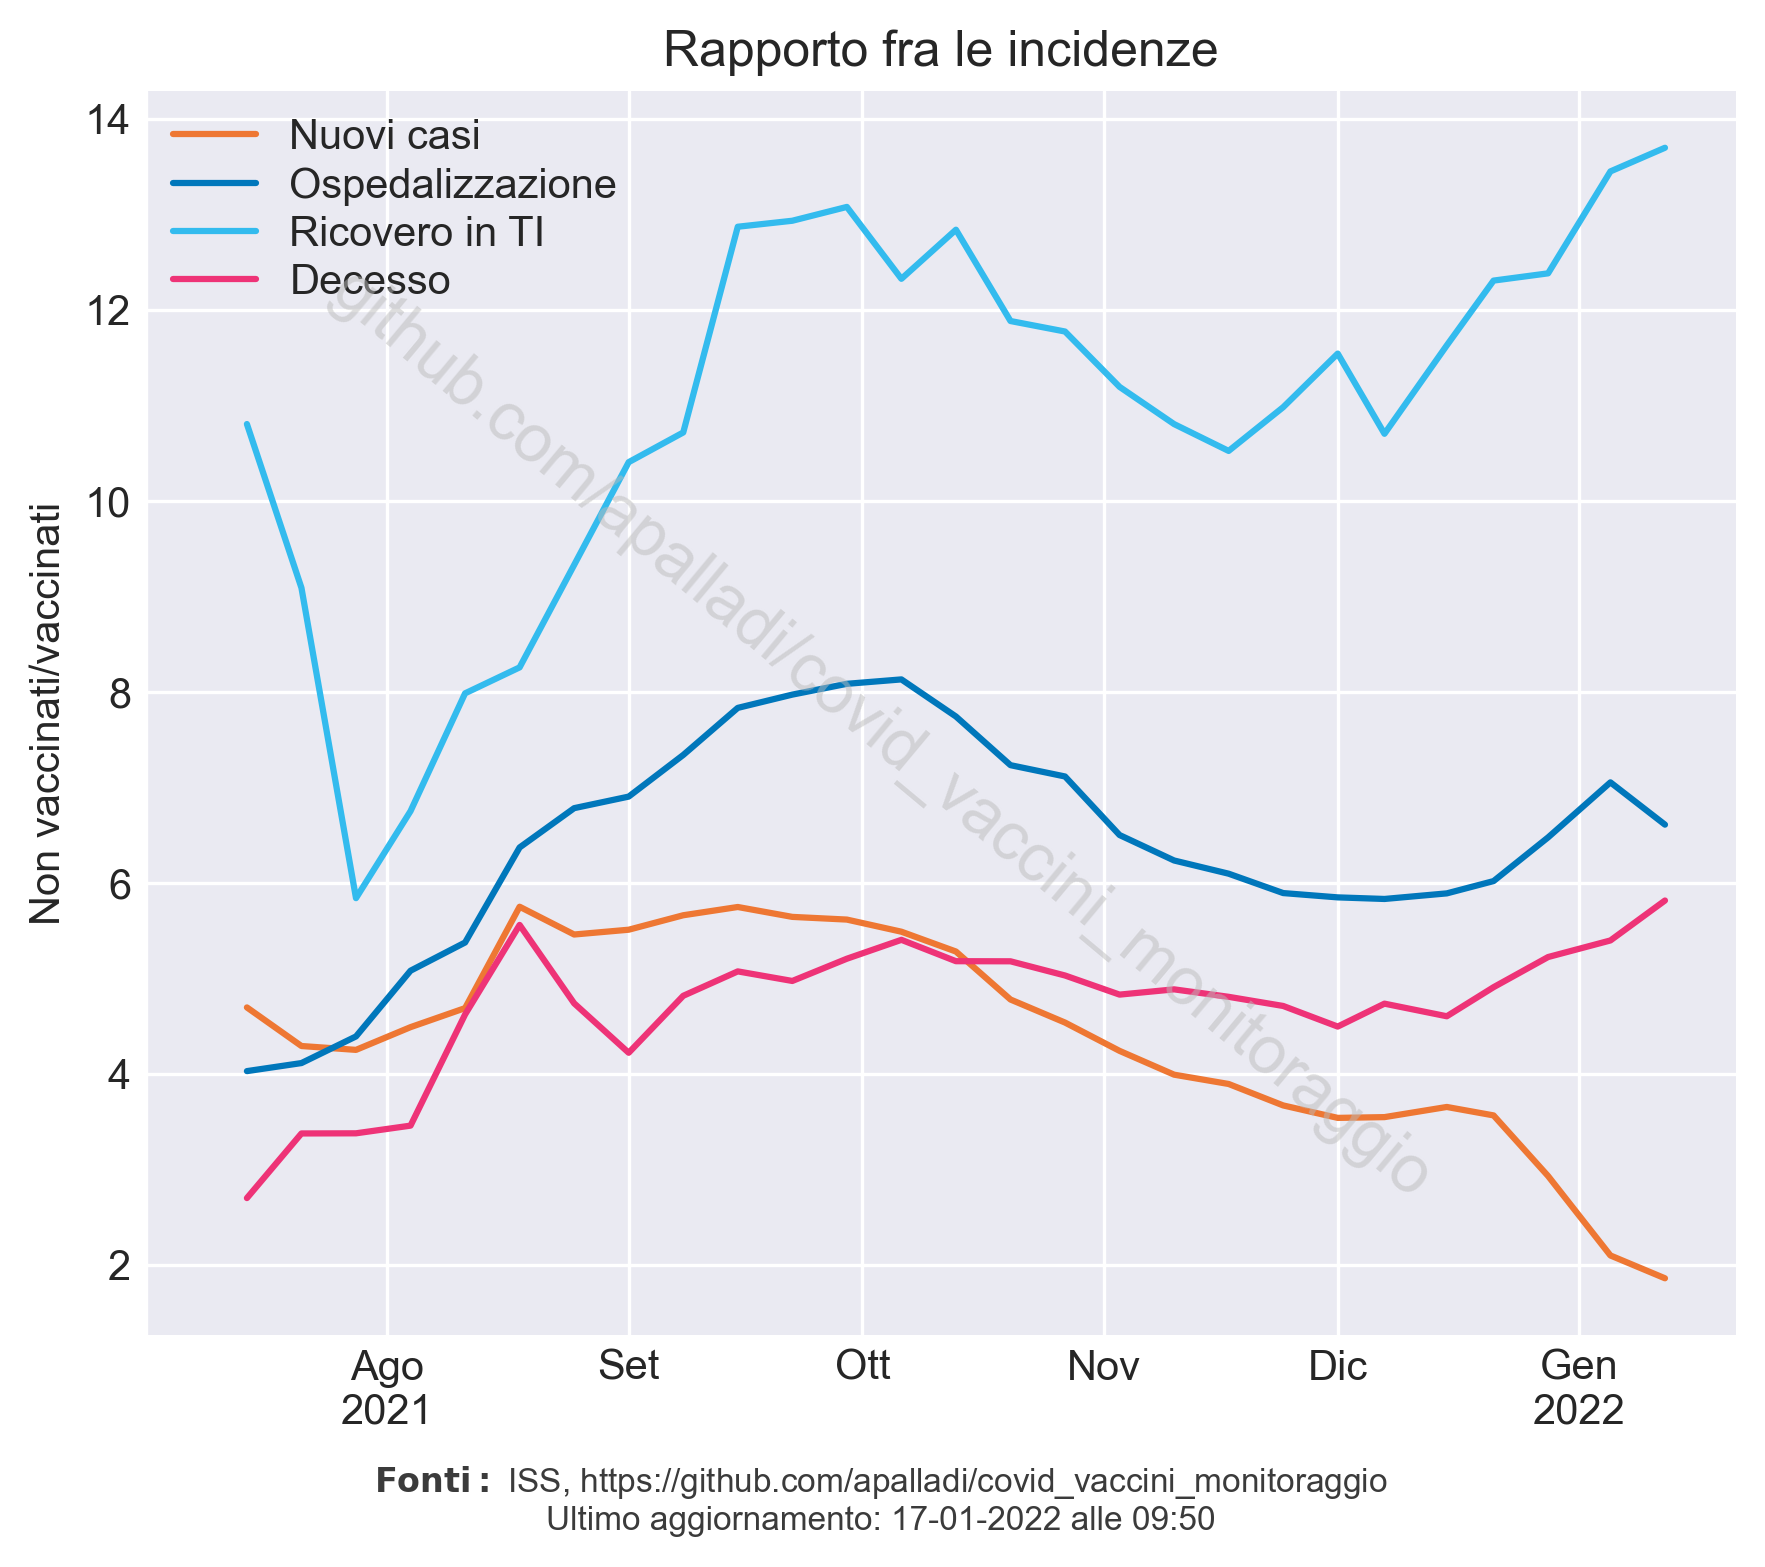 Rapporto fra le incidenze
14
12
10
8
6
4
2
Non vaccinati/vaccinati
Nuovi casi
Ospedalizzazione
Ricovero in TI
Decesso
github.com/apalladi/covid_vaccini_monitoraggio
Ago Set Ott Nov Dic Gen
2021 2022
Fonti: ISS, https://github.com/apalladi/covid_vaccini_monitoraggio
Ultimo aggiornamento: 17-01-2022 alle 09:50